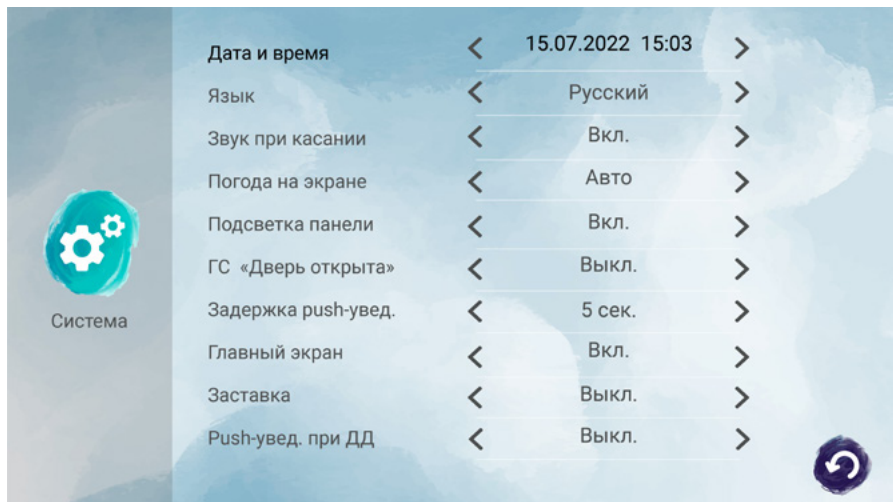 Дата и время 15.07.2022 15:03
Язык Русский
Звук при касании Вкл.
Погода на экране Авто
Подсветка панели Вкл.
ГС «Дверь открыта» Выкл.
Задержка push-увед. 5 сек.
Система
Главный экран Вкл.
Заставка Выкл.
Push-увед. при ДД Выкл.